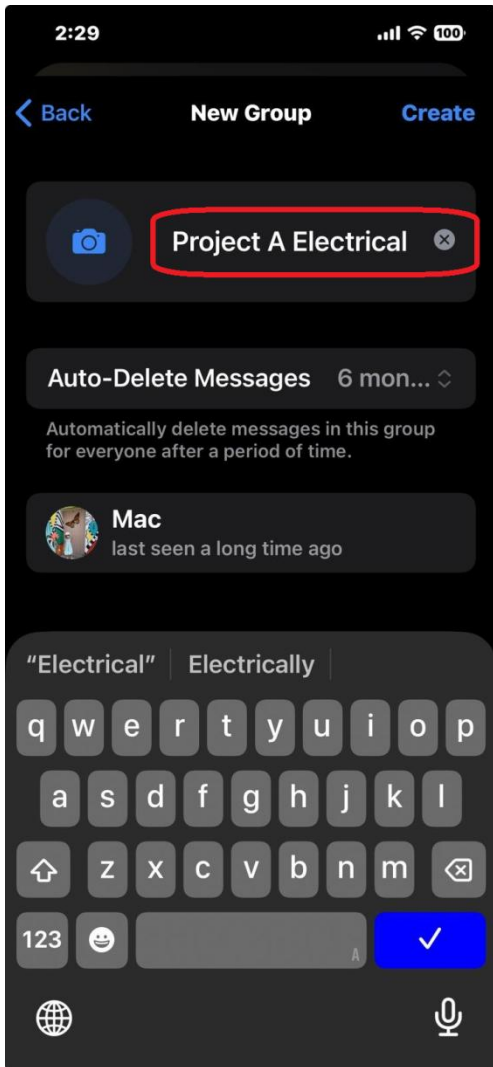 2:29 100
Back New Group Create
Project A Electrical
Auto-Delete Messages 6 mon...
Automatically delete messages in this group
for everyone after a period of time.
Mac
last seen a long time ago
“Electrical” Electrically
q w e r t y u i o p
a s d f g h j k l
z x c v b n m
123 A